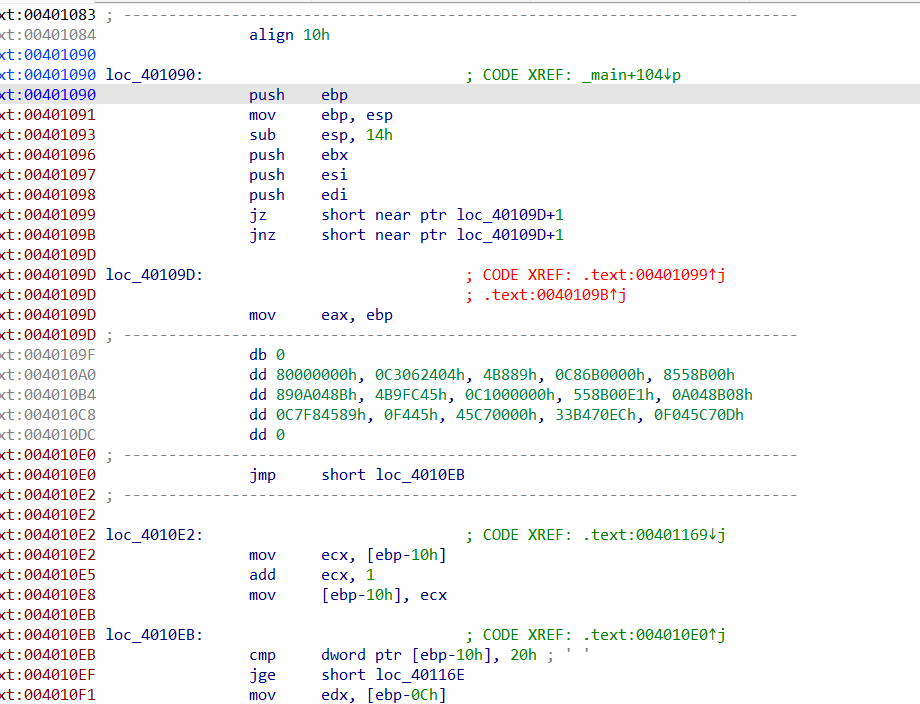 xt:00401083 ; ---------------------------------------------------------------------------
xt:00401084 align 10h
xt:00401090
xt:00401090 loc_401090: ; CODE XREF: _main+104↓p
xt:00401090 push ebp
xt:00401091 mov ebp, esp
xt:00401093 sub esp, 14h
xt:00401096 push ebx
xt:00401097 push esi
xt:00401098 push edi
xt:00401099 jz short near ptr loc_40109D+1
xt:0040109B jnz short near ptr loc_40109D+1
xt:0040109D
xt:0040109D loc_40109D: ; CODE XREF: .text:00401099↑j
xt:0040109D ; .text:0040109B↑j
xt:0040109D mov eax, ebp
xt:0040109D ; ---------------------------------------------------------------------------
xt:0040109F db 0
xt:004010A0 dd 80000000h, 0C3062404h, 4B889h, 0C86B0000h, 8558B00h
xt:004010B4 dd 890A048Bh, 4B9FC45h, 0C1000000h, 558B00E1h, 0A048B08h
xt:004010C8 dd 0C7F84589h, 0F445h, 45C70000h, 33B470ECh, 0F045C70Dh
xt:004010DC dd 0
xt:004010E0 ; ---------------------------------------------------------------------------
xt:004010E0 jmp short loc_4010EB
xt:004010E2 ; ---------------------------------------------------------------------------
xt:004010E2
xt:004010E2 loc_4010E2: ; CODE XREF: .text:00401169↓j
xt:004010E2 mov ecx, [ebp-10h]
xt:004010E5 add ecx, 1
xt:004010E8 mov [ebp-10h], ecx
xt:004010EB
xt:004010EB loc_4010EB: ; CODE XREF: .text:004010E0↑j
xt:004010EB cmp dword ptr [ebp-10h], 20h ; ' '
xt:004010EF jge short loc_40116E
xt:004010F1 mov edx, [ebp-0Ch]